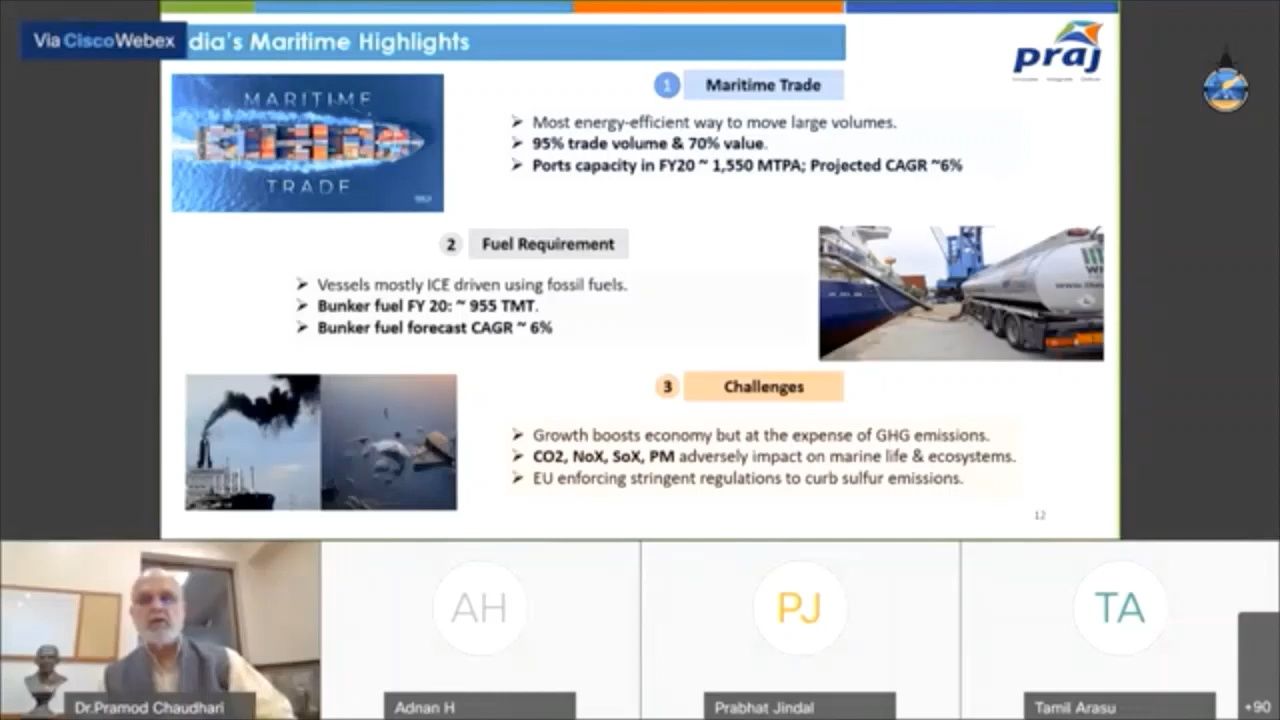 Via Cisco Webex
dia's Maritime Highlights
praj
MARITIME
TRADE
1 Maritime Trade
➢ Most energy-efficient way to move large volumes.
➢ 95% trade volume & 70% value.
➢ Ports capacity in FY20 ~ 1,550 MTPA; Projected CAGR ~6%
2 Fuel Requirement
➢ Vessels mostly ICE driven using fossil fuels.
➢ Bunker fuel FY 20: ~ 955 TMT.
➢ Bunker fuel forecast CAGR ~ 6%
3 Challenges
➢ Growth boosts economy but at the expense of GHG emissions.
➢ CO2, NoX, SoX, PM adversely impact on marine life & ecosystems.
➢ EU enforcing stringent regulations to curb sulfur emissions.
12
AH
PJ
TA
Dr.Pramod Chaudhari
Adnan H
Prabhat Jindal
Tamil Arasu
+90